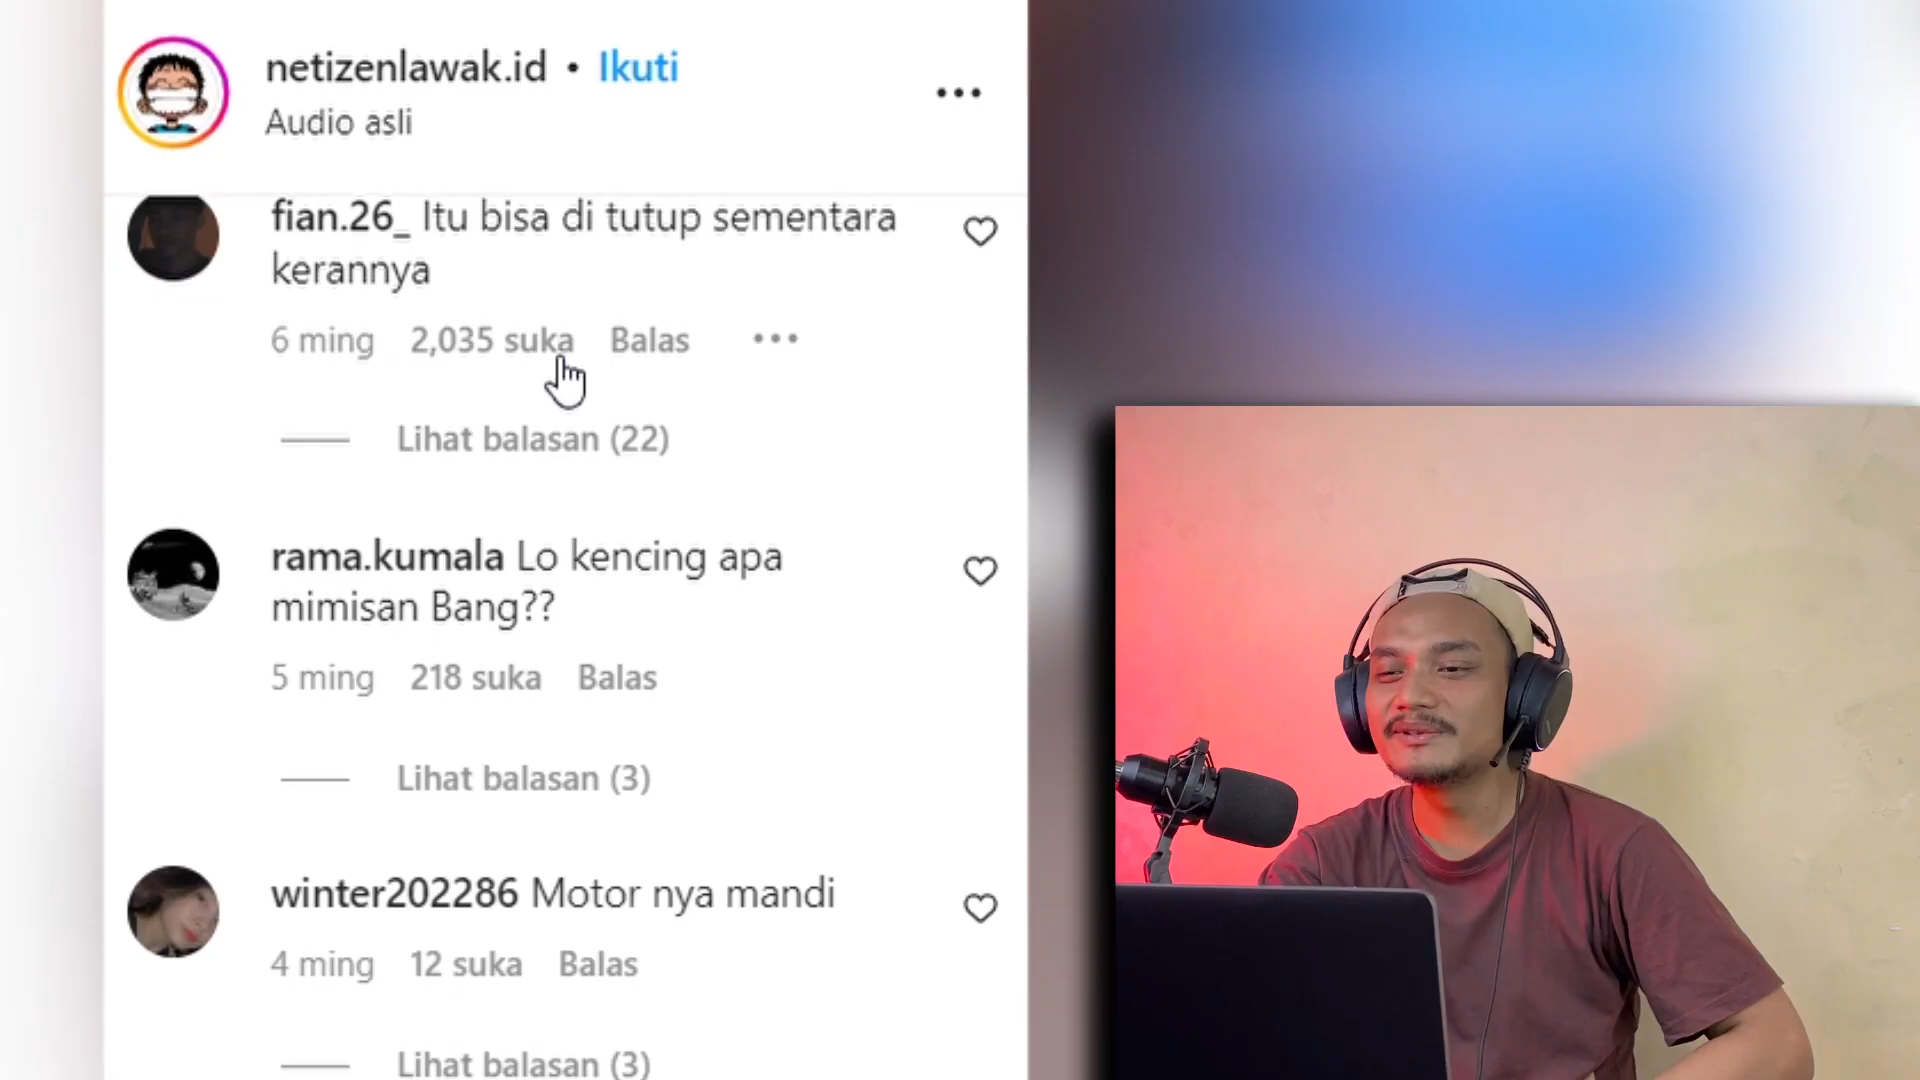 netizenlawak.id • Ikuti
Audio asli
fian.26_ Itu bisa di tutup sementara
kerannya
6 ming 2,035 suka Balas
Lihat balasan (22)
rama.kumala Lo kencing apa
mimisan Bang??
5 ming 218 suka Balas
Lihat balasan (3)
winter202286 Motor nya mandi
4 ming 12 suka Balas
Lihat balasan (3)